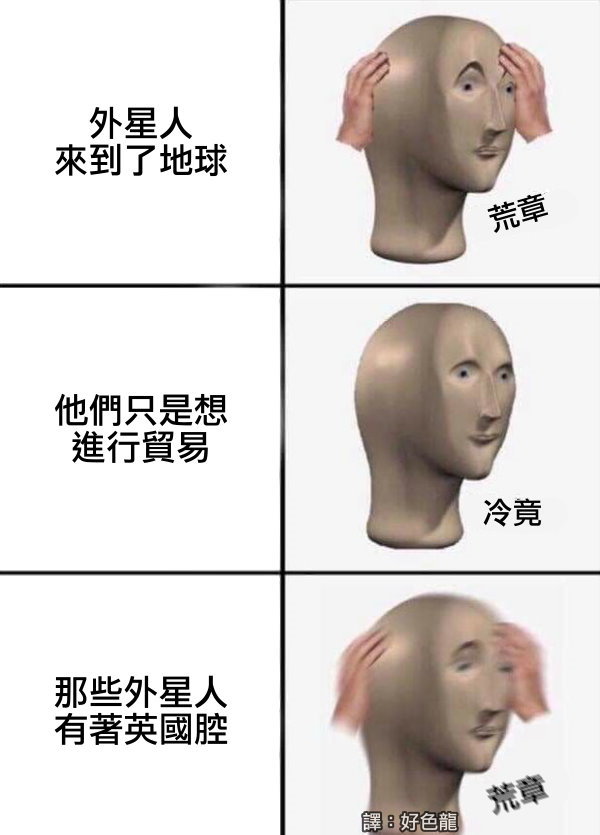 外星人
來到了地球
荒章
他們只是想
進行貿易
冷竟
那些外星人
有著英國腔
荒章
譯：好色龍